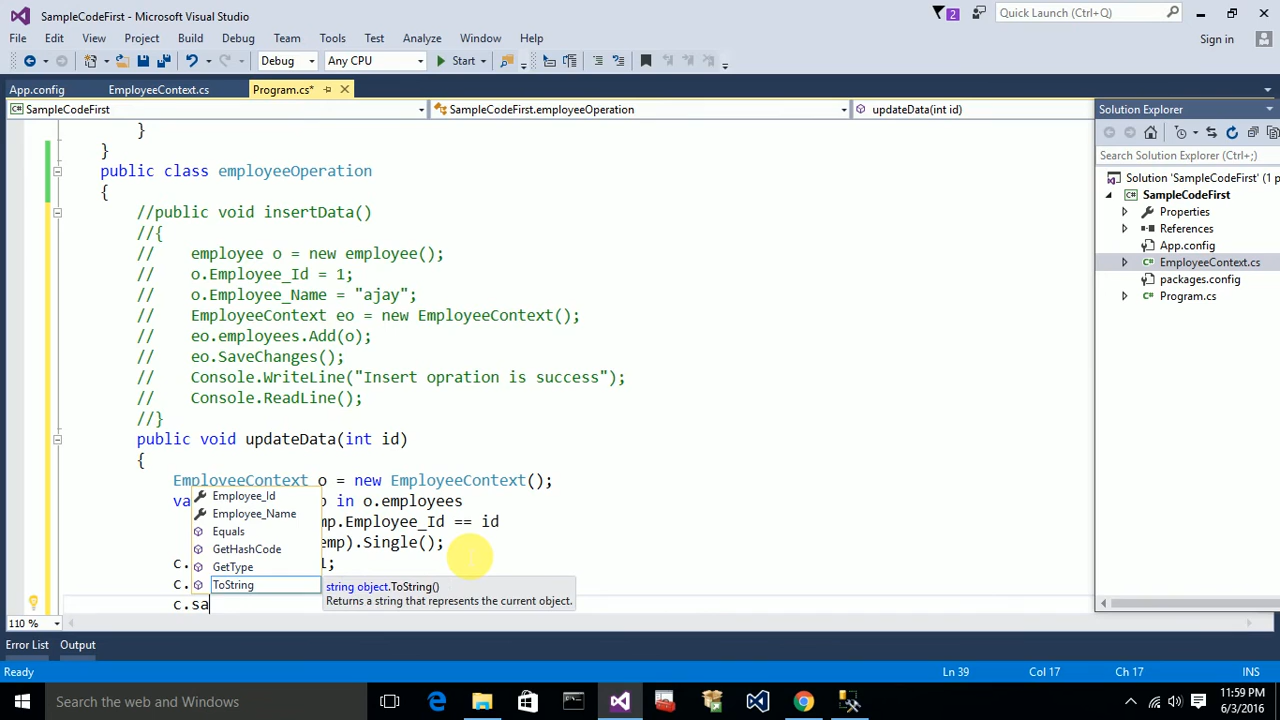 SampleCodeFirst - Microsoft Visual Studio
2
Quick Launch (Ctrl+Q)
File Edit View Project Build Debug Team Tools Test Analyze Window Help
Sign in
Debug Any CPU Start
App.config EmployeeContext.cs Program.cs*
SampleCodeFirst SampleCodeFirst.employeeOperation updateData(int id)
}
}
public class employeeOperation
{
//public void insertData()
//{
// employee o = new employee();
// o.Employee_Id = 1;
// o.Employee_Name = "ajay";
// EmployeeContext eo = new EmployeeContext();
// eo.employees.Add(o);
// eo.SaveChanges();
// Console.WriteLine("Insert opration is success");
// Console.ReadLine();
//}
public void updateData(int id)
{
EmployeeContext o = new EmployeeContext();
va p in o.employees
mp.Employee_Id == id
emp).Single();
c. 1;
c.
c.sa
Employee_Id
Employee_Name
Equals
GetHashCode
GetType
ToString
string object.ToString()
Returns a string that represents the current object.
110 %
Solution Explorer
Search Solution Explorer (Ctrl+;)
Solution 'SampleCodeFirst' (1 p
SampleCodeFirst
Properties
References
App.config
EmployeeContext.cs
packages.config
Program.cs
Error List Output
Ready Ln 39 Col 17 Ch 17 INS
Search the web and Windows
11:59 PM
6/3/2016